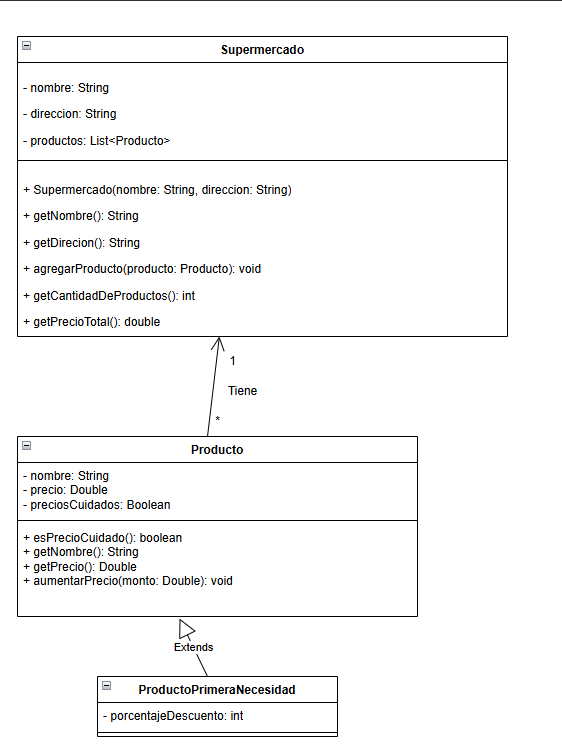 Supermercado
- nombre: String
- direccion: String
- productos: List<Producto>
+ Supermercado(nombre: String, direccion: String)
+ getNombre(): String
+ getDirecion(): String
+ agregarProducto(producto: Producto): void
+ getCantidadDeProductos(): int
+ getPrecioTotal(): double
1
Tiene
*
Producto
- nombre: String
- precio: Double
- preciosCuidados: Boolean
+ esPrecioCuidado(): boolean
+ getNombre(): String
+ getPrecio(): Double
+ aumentarPrecio(monto: Double): void
Extends
ProductoPrimeraNecesidad
- porcentajeDescuento: int